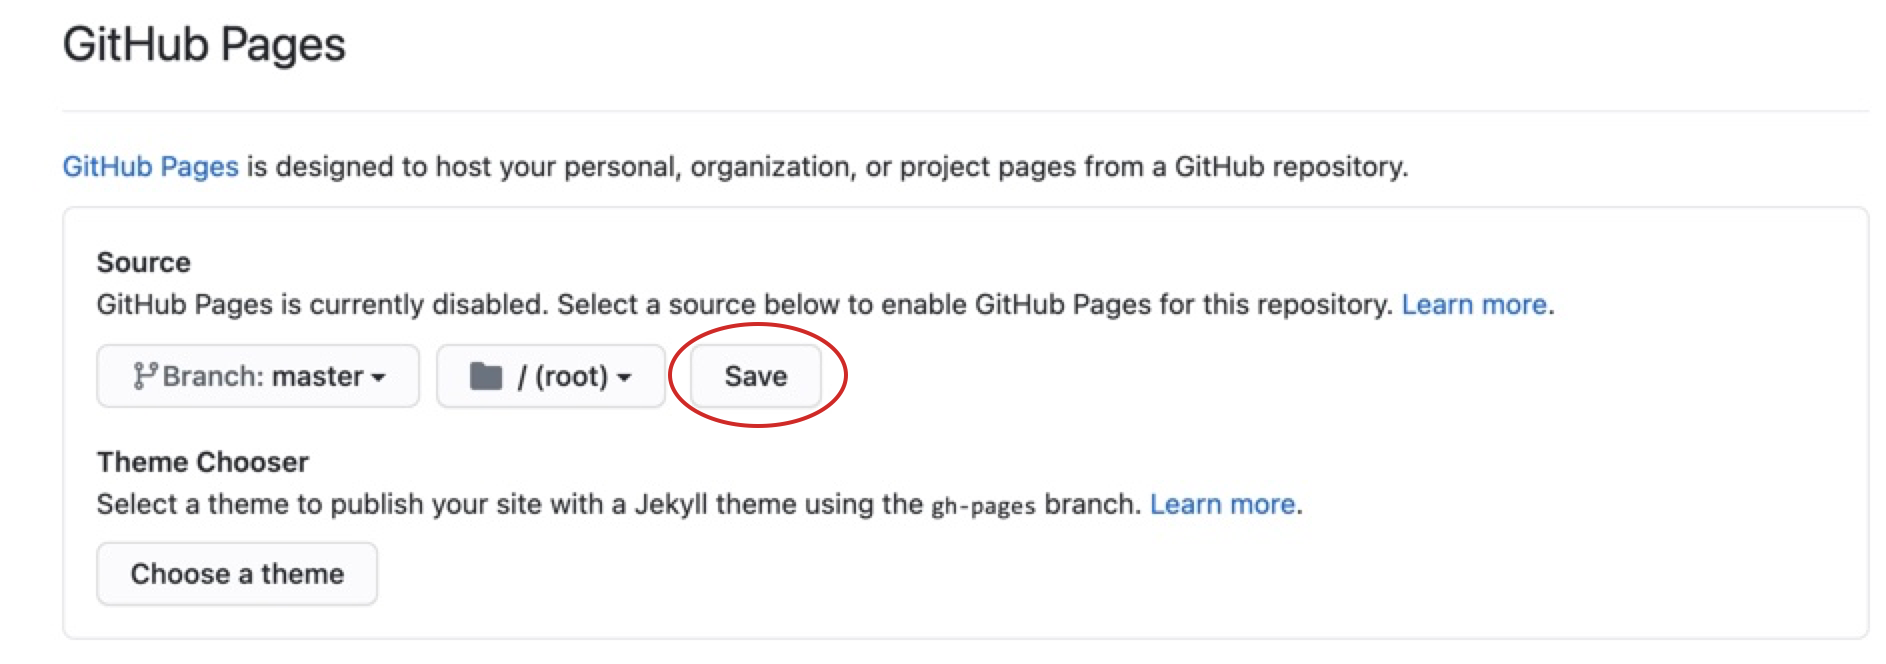 GitHub Pages
GitHub Pages is designed to host your personal, organization, or project pages from a GitHub repository.
Source
GitHub Pages is currently disabled. Select a source below to enable GitHub Pages for this repository. Learn more.
Branch: master / (root) Save
Theme Chooser
Select a theme to publish your site with a Jekyll theme using the gh-pages branch. Learn more.
Choose a theme